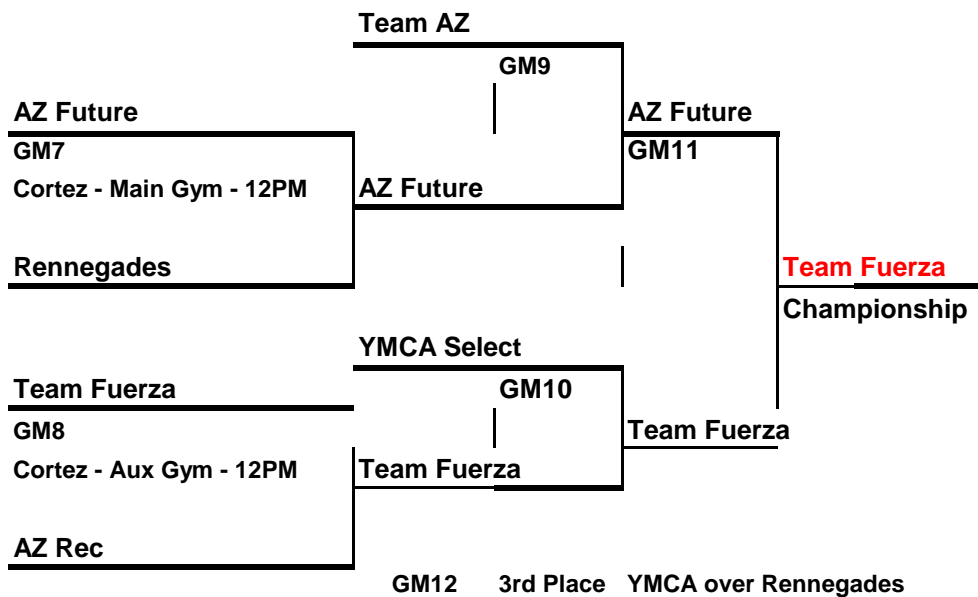 Team AZ
GM9
AZ Future
AZ Future
GM7
GM11
Cortez - Main Gym - 12PM
AZ Future
Rennegades
Team Fuerza
Championship
YMCA Select
Team Fuerza
GM10
GM8
Team Fuerza
Cortez - Aux Gym - 12PM
Team Fuerza
AZ Rec
GM12 3rd Place YMCA over Rennegades